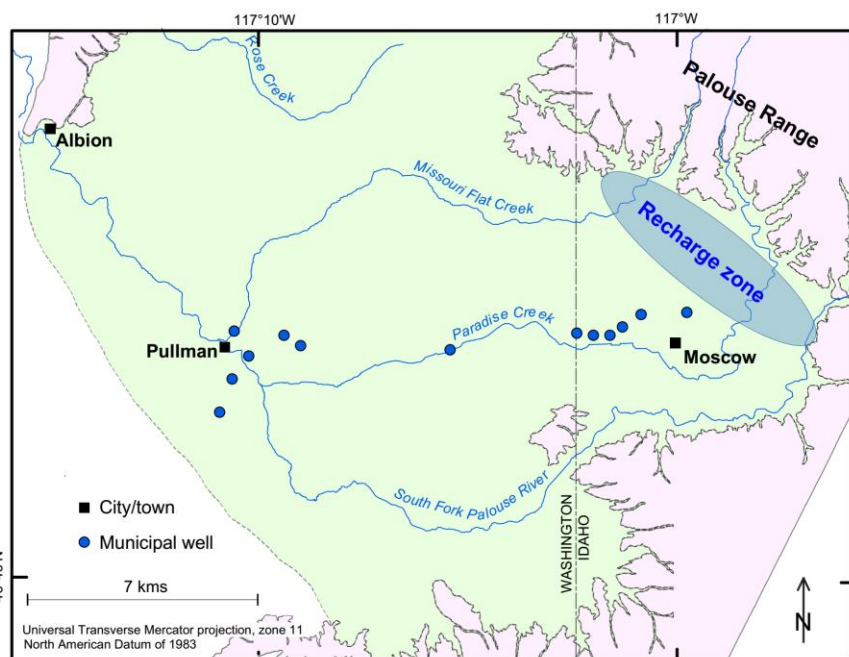 117°10'W
117°W
Rose Creek
Palouse Range
Albion
Missouri Flat Creek
Recharge zone
Paradise Creek
Pullman
Moscow
South Fork Palouse River
WASHINGTON
IDAHO
City/town
Municipal well
7 kms
Universal Transverse Mercator projection, zone 11
North American Datum of 1983
N